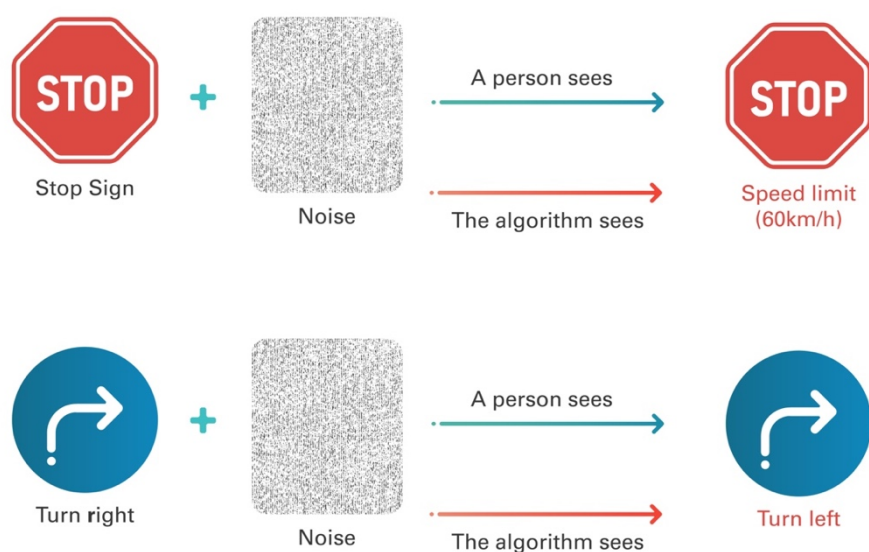 STOP
Stop Sign
Noise
A person sees
The algorithm sees
STOP
Speed limit
(60km/h)
Turn right
Noise
A person sees
The algorithm sees
Turn left